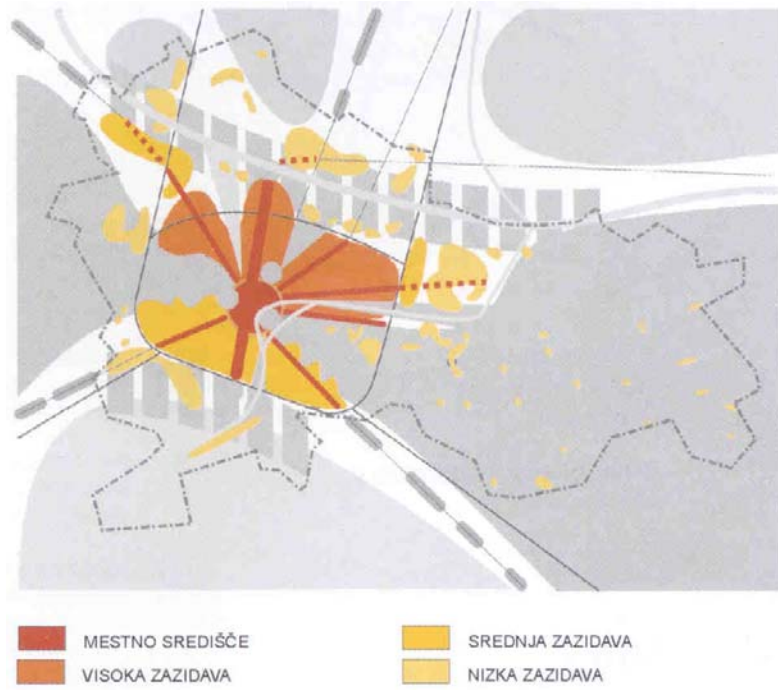 MESTNO SREDIŠČE
VISOKA ZAZIDAVA
SREDNJA ZAZIDAVA
NIZKA ZAZIDAVA